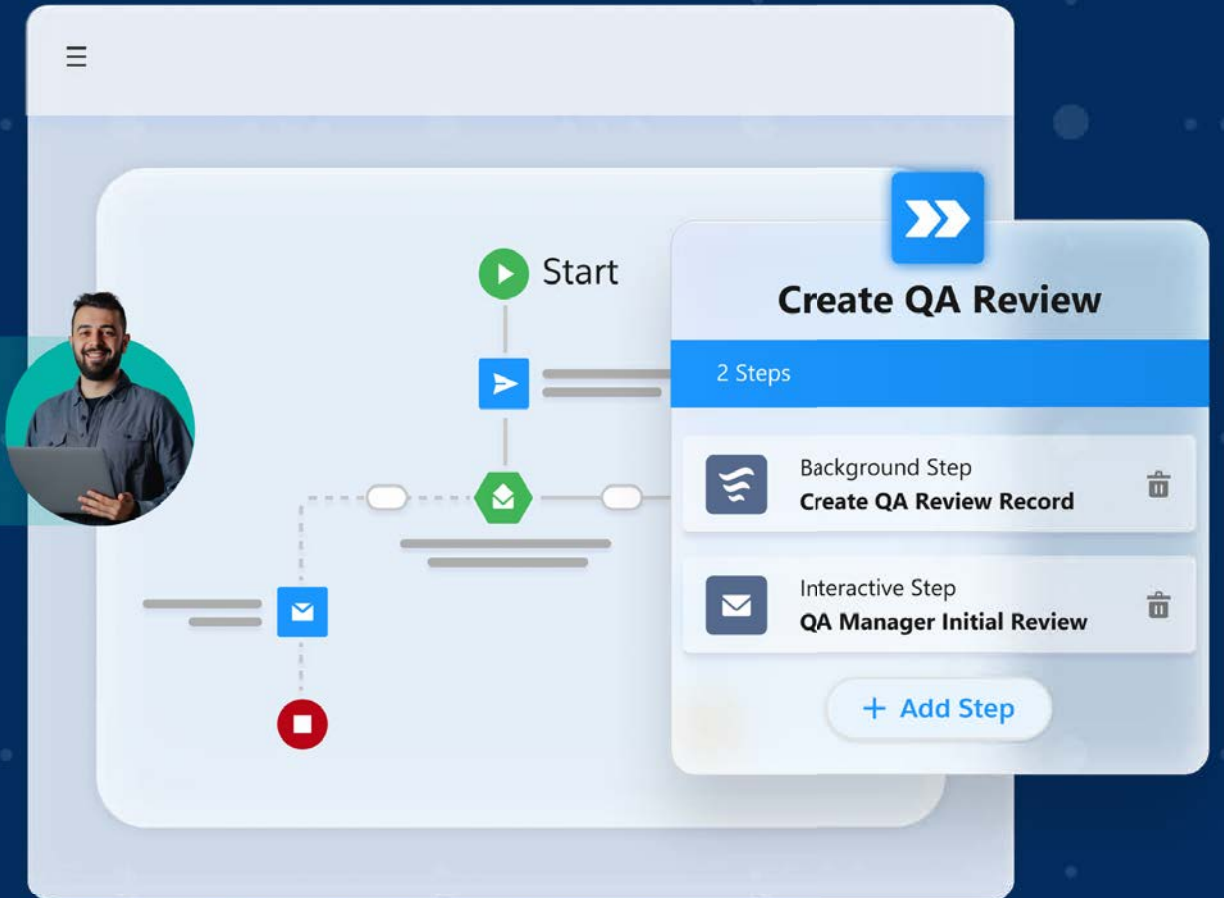 Start
Create QA Review
2 Steps
Background Step
Create QA Review Record
Interactive Step
QA Manager Initial Review
+ Add Step